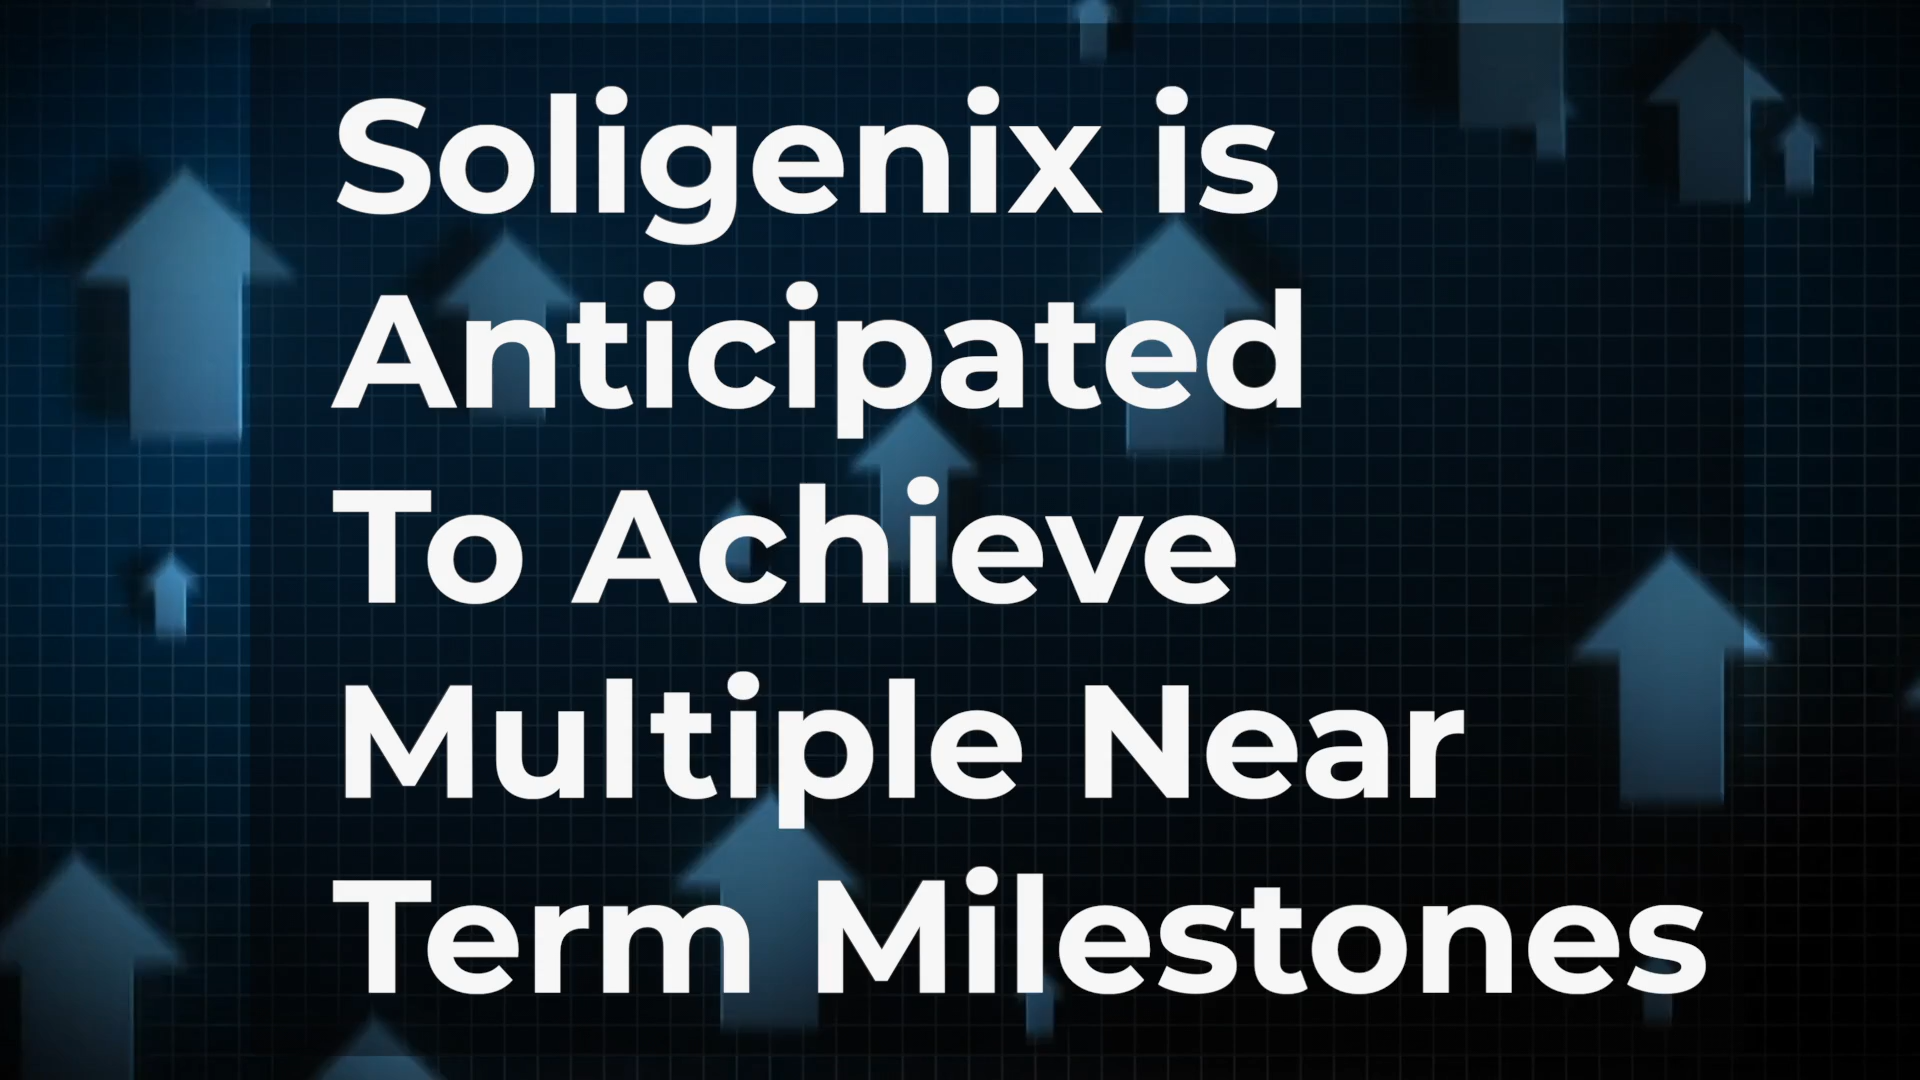 Soligenix is
Anticipated
To Achieve
Multiple Near
Term Milestones